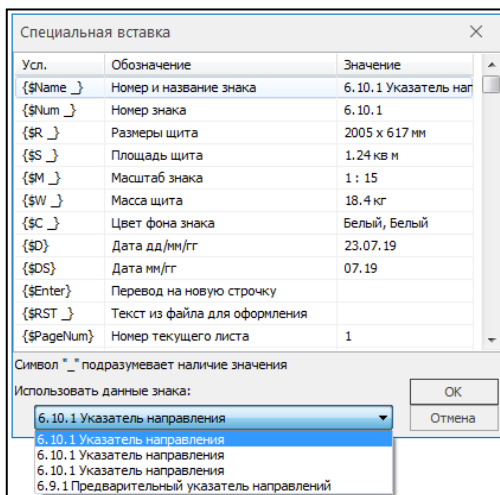 Специальная вставка
Усл. Обозначение Значение
{$Name _} Номер и название знака 6.10.1 Указатель нап
{$Num _} Номер знака 6.10.1
{$R _} Размеры щита 2005 x 617 мм
{$S _} Площадь щита 1.24 кв м
{$M _} Масштаб знака 1 : 15
{$W _} Масса щита 18.4 кг
{$C _} Цвет фона знака Белый, Белый
{$D} Дата дд/мм/гг 23.07.19
{$DS} Дата мм/гг 07.19
{$Enter} Перевод на новую строчку
{$RST _} Текст из файла для оформления
{$PageNum} Номер текущего листа 1
Символ "_" подразумевает наличие значения
Использовать данные знака:
OK
6.10.1 Указатель направления
Отмена
6.10.1 Указатель направления
6.10.1 Указатель направления
6.10.1 Указатель направления
6.9.1 Предварительный указатель направлений